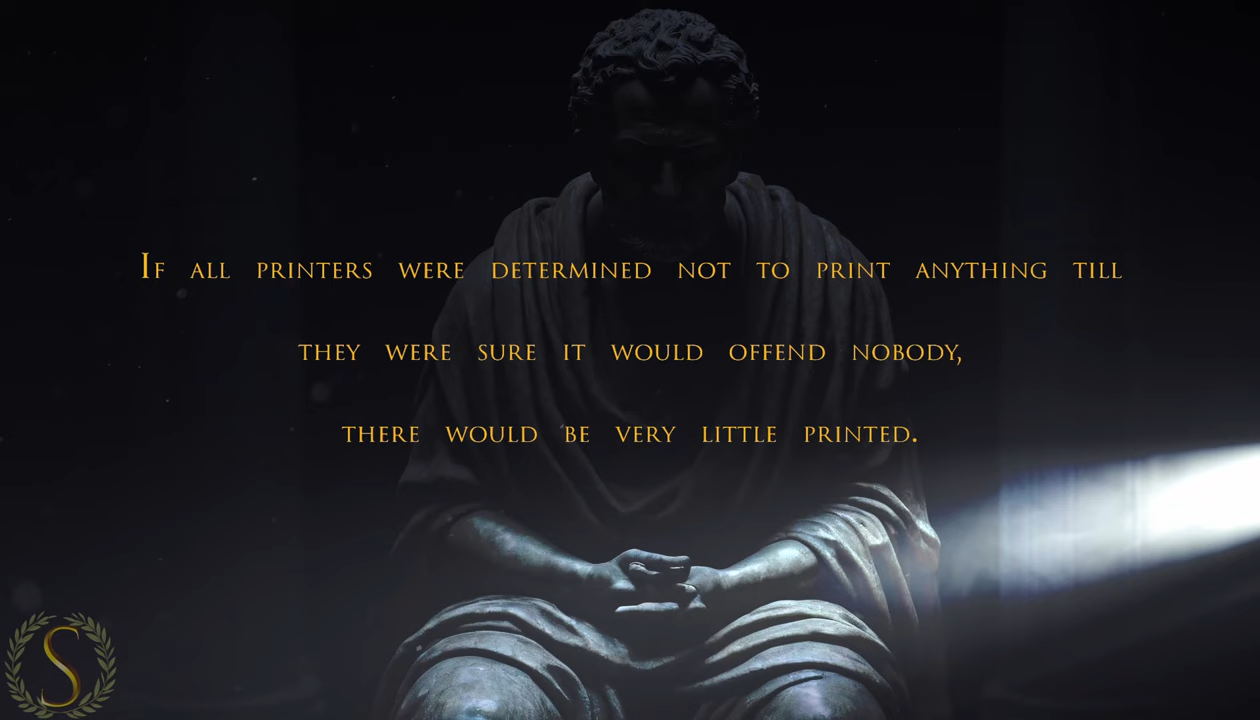 If all printers were determined not to print anything till
they were sure it would offend nobody,
there would be very little printed.
S